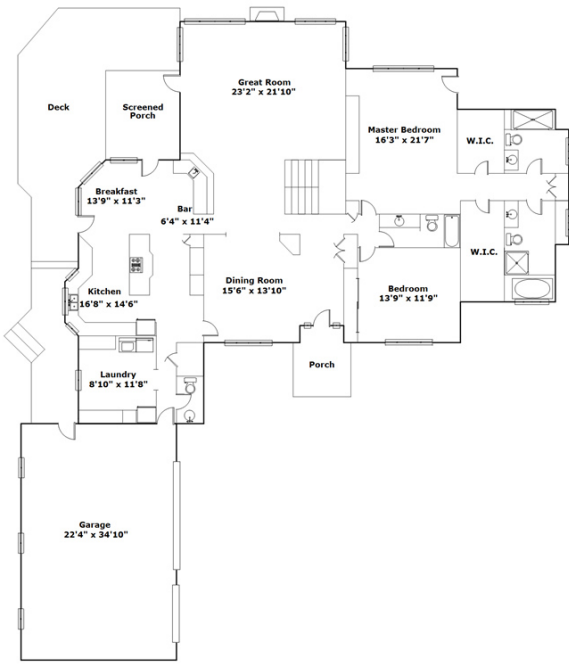 Great Room
23'2" x 21'10"
Deck
Screened
Porch
Master Bedroom
16'3" x 21'7"
W.I.C.
Breakfast
13'9" x 11'3"
Bar
6'4" x 11'4"
W.I.C.
Dining Room
15'6" x 13'10"
Kitchen
16'8" x 14'6"
Bedroom
13'9" x 11'9"
Porch
Laundry
8'10" x 11'8"
Garage
22'4" x 34'10"